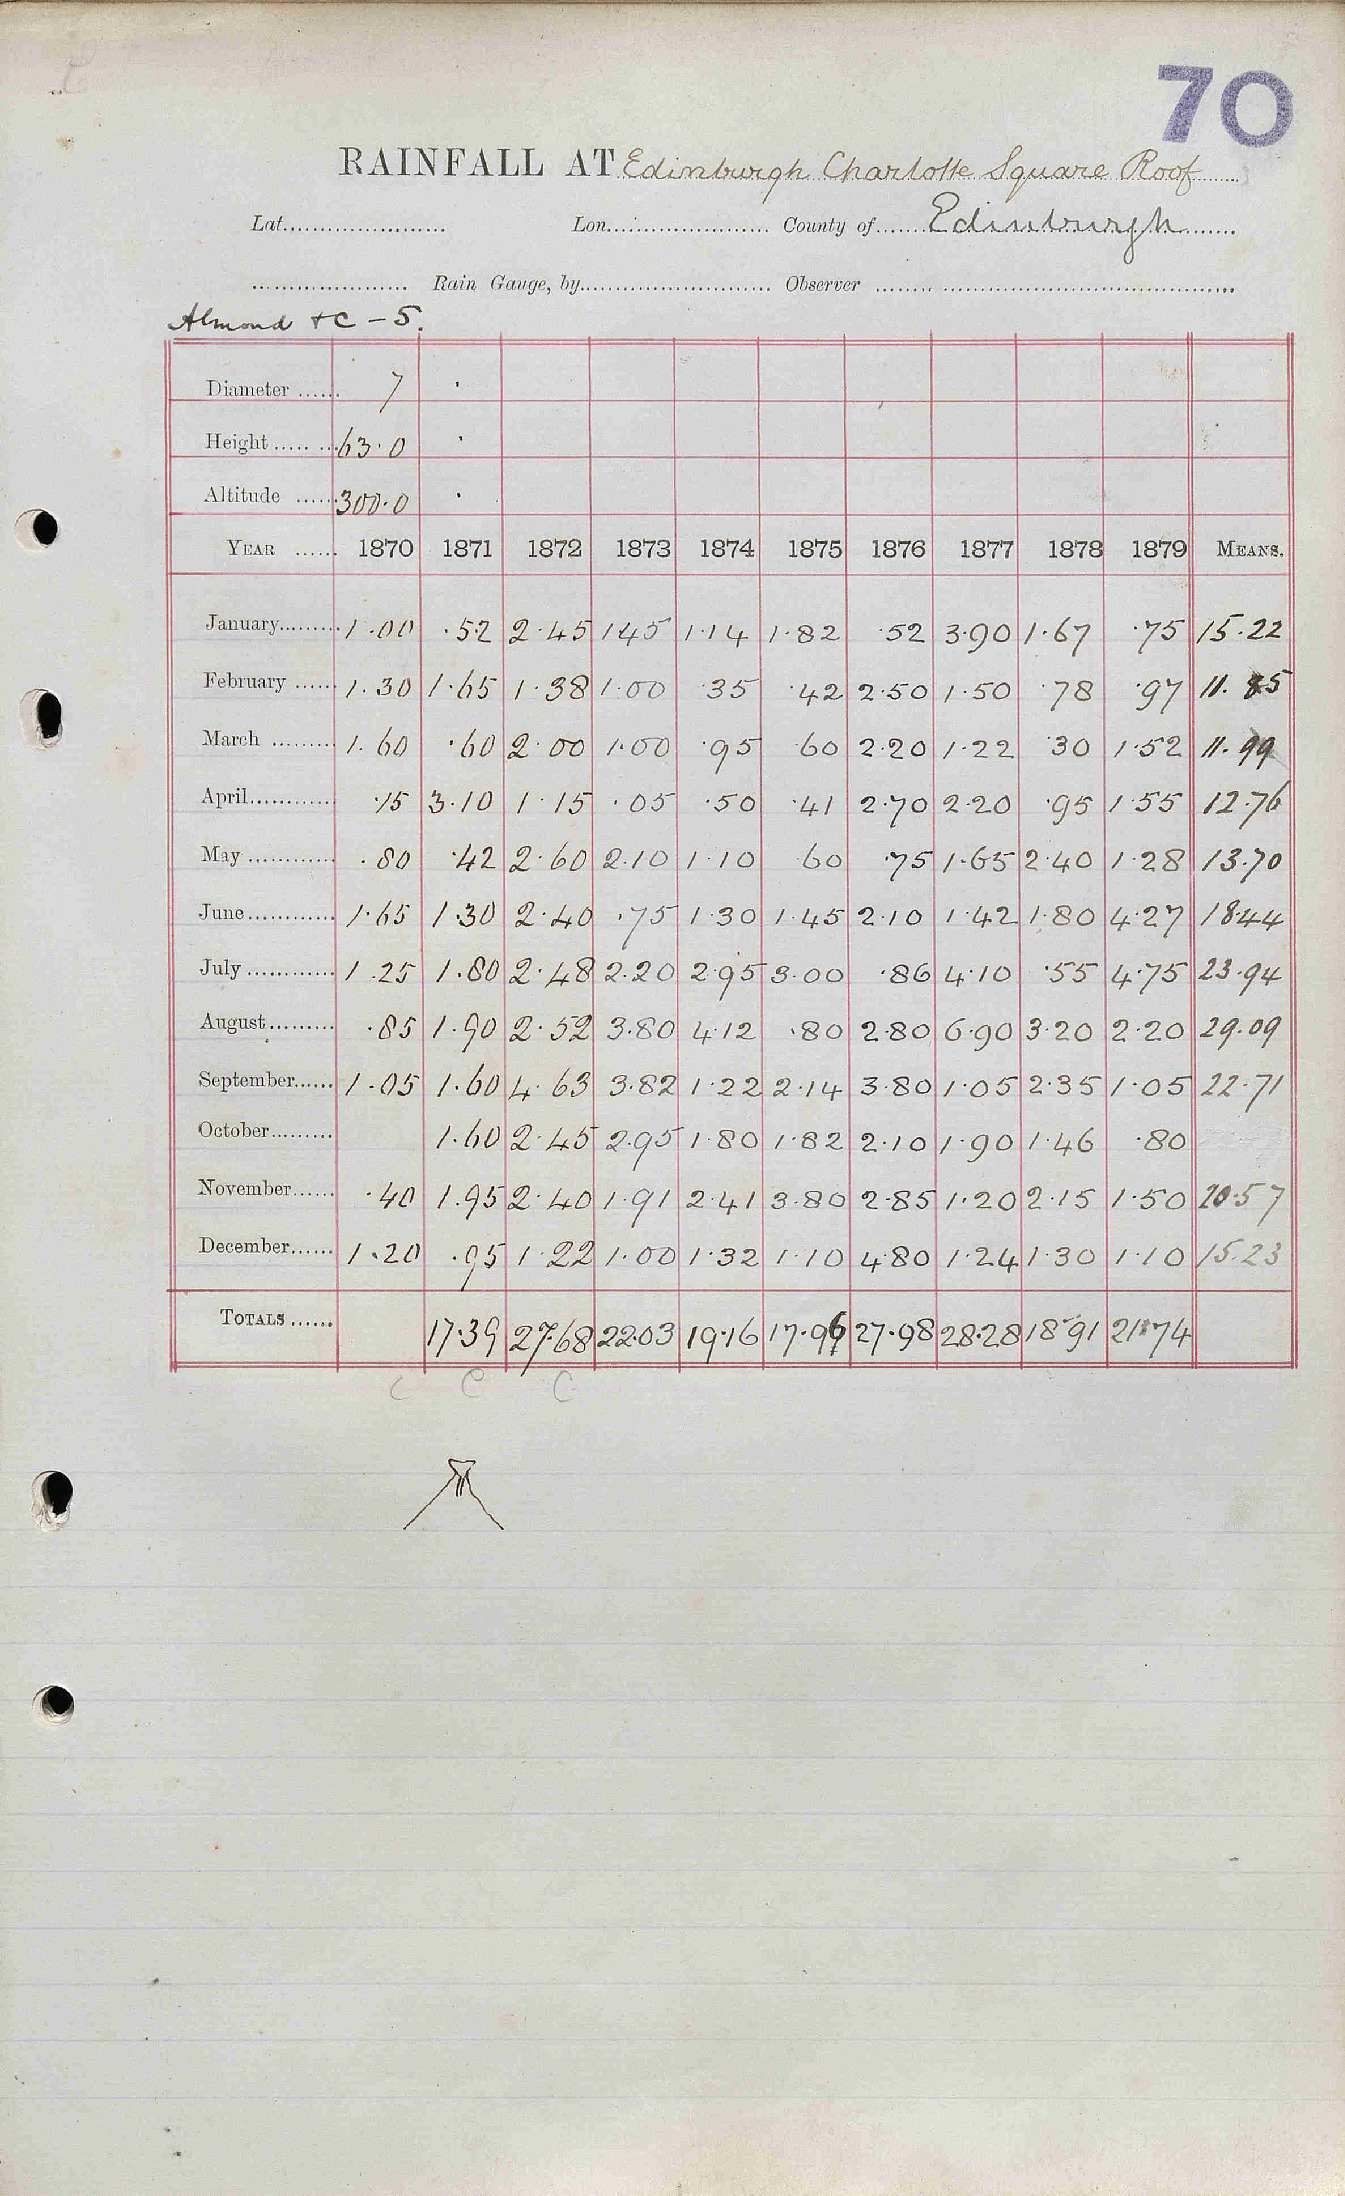 70
RAINFALL AT Edinburgh Charlotte Square Roof
Lat. Lon. County of Edinburgh
Rain Gauge, by Observer
Almond & C - 5.
Diameter 7
Height 63.0
Altitude 300.0
YEAR 1870 1871 1872 1873 1874 1875 1876 1877 1878 1879 MEANS.
January 1.00 .52 2.45 1.45 1.14 1.82 .52 3.90 1.67 .75 15.22
February 1.30 1.65 1.38 1.00 .35 .42 2.50 1.50 .78 .97 11.85
March 1.60 .60 2.00 1.00 .95 60 2.20 1.22 .30 1.52 11.99
April .15 3.10 1.15 .05 .50 .41 2.70 2.20 .95 1.55 12.76
May .80 .42 2.60 2.10 1.10 60 .75 1.65 2.40 1.28 13.70
June 1.65 1.30 2.40 .75 1.30 1.45 2.10 1.42 1.80 4.27 18.44
July 1.25 1.80 2.48 2.20 2.95 3.00 .86 4.10 .55 4.75 23.94
August .85 1.90 2.52 3.80 4.12 .80 2.80 6.90 3.20 2.20 29.09
September 1.05 1.60 4.63 3.82 1.22 2.14 3.80 1.05 2.35 1.05 22.71
October 1.60 2.45 2.95 1.80 1.82 2.10 1.90 1.46 .80
November .40 1.95 2.40 1.91 2.41 3.80 2.85 1.20 2.15 1.50 20.57
December 1.20 .95 1.22 1.00 1.32 1.10 4.80 1.24 1.30 1.10 15.23
TOTALS 17.39 27.68 22.03 19.16 17.96 27.98 28.28 18.91 21.74
C C C